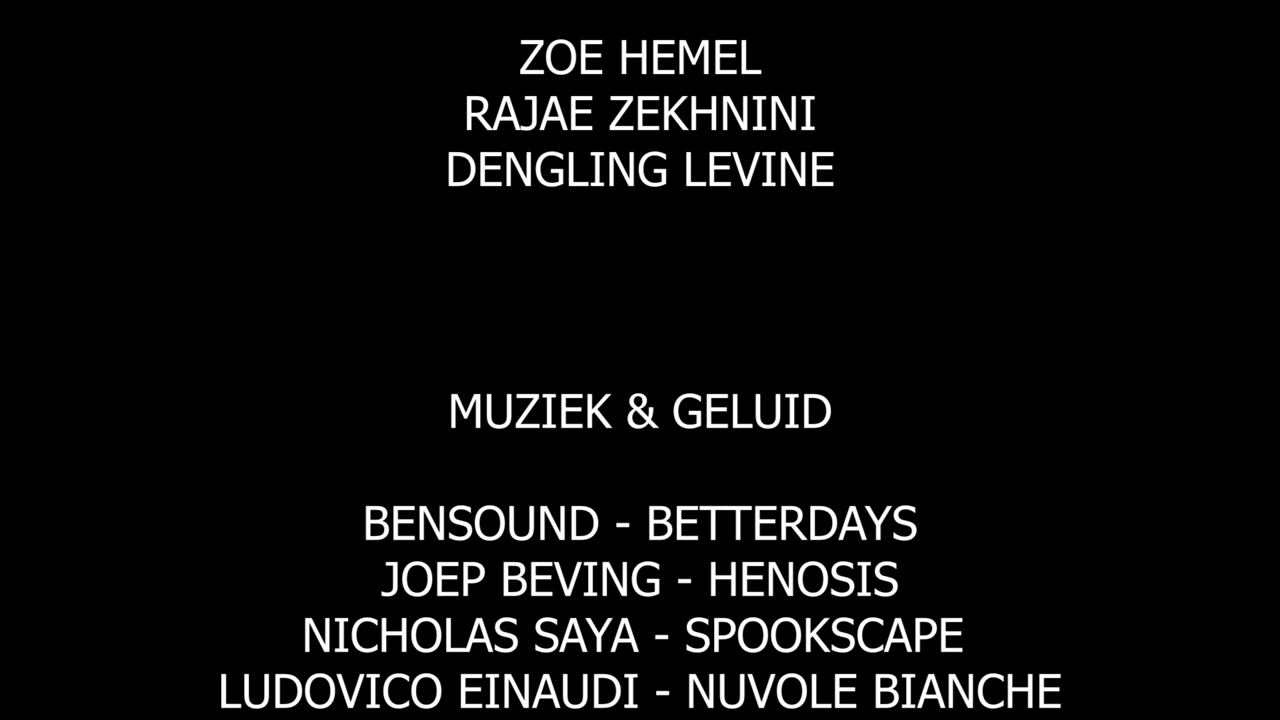 ZOE HEMEL
RAJAE ZEKHNINI
DENGLING LEVINE
MUZIEK & GELUID
BENSOUND - BETTERDAYS
JOEP BEVING - HENOSIS
NICHOLAS SAYA - SPOOKSCAPE
LUDOVICO EINAUDI - NUVOLE BIANCHE